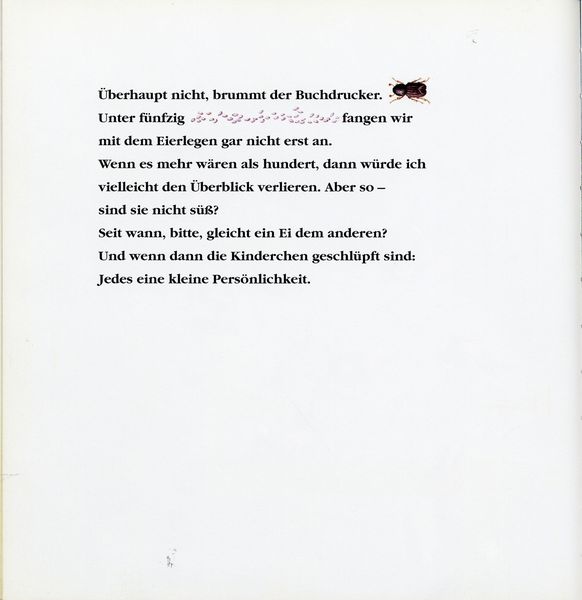 Überhaupt nicht, brummt der Buchdrucker.
Unter fünfzig fangen wir
mit dem Eierlegen gar nicht erst an.
Wenn es mehr wären als hundert, dann würde ich
vielleicht den Überblick verlieren. Aber so –
sind sie nicht süß?
Seit wann, bitte, gleicht ein Ei dem anderen?
Und wenn dann die Kinderchen geschlüpft sind:
Jedes eine kleine Persönlichkeit.